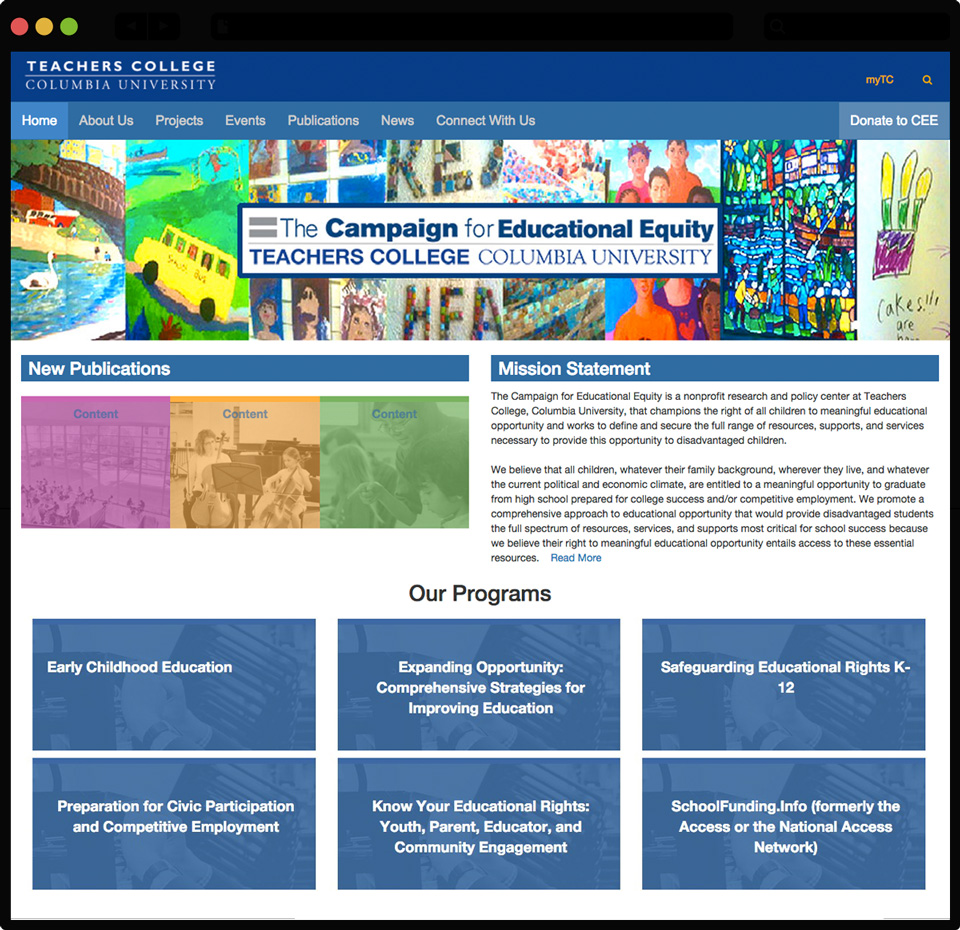 TEACHERS COLLEGE
COLUMBIA UNIVERSITY
myTC
Home About Us Projects Events Publications News Connect With Us Donate to CEE
The Campaign for Educational Equity
TEACHERS COLLEGE COLUMBIA UNIVERSITY
SCHOOL BUS
Cakes!!!
are
New Publications
Content Content Content
Mission Statement
The Campaign for Educational Equity is a nonprofit research and policy center at Teachers
College, Columbia University, that champions the right of all children to meaningful educational
opportunity and works to define and secure the full range of resources, supports, and services
necessary to provide this opportunity to disadvantaged children.
We believe that all children, whatever their family background, wherever they live, and whatever
the current political and economic climate, are entitled to a meaningful opportunity to graduate
from high school prepared for college success and/or competitive employment. We promote a
comprehensive approach to educational opportunity that would provide disadvantaged students
the full spectrum of resources, services, and supports most critical for school success because
we believe their right to meaningful educational opportunity entails access to these essential
resources. Read More
Our Programs
Early Childhood Education
Expanding Opportunity:
Comprehensive Strategies for
Improving Education
Safeguarding Educational Rights K-
12
Preparation for Civic Participation
and Competitive Employment
Know Your Educational Rights:
Youth, Parent, Educator, and
Community Engagement
SchoolFunding.Info (formerly the
Access or the National Access
Network)